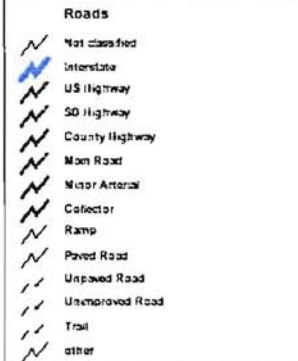 Roads
Not classified
Interstate
US Highway
SD Highway
County Highway
Main Road
Minor Arterial
Collector
Ramp
Paved Road
Unpaved Road
Unimproved Road
Trail
other